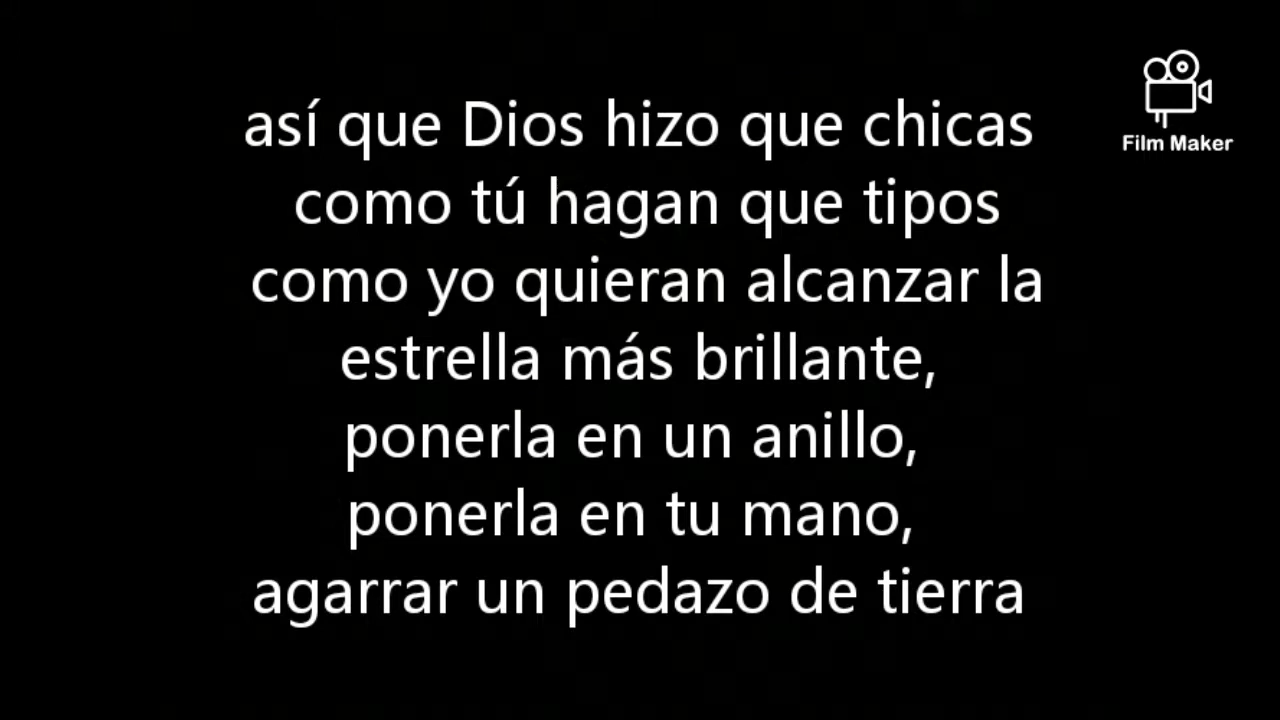 Film Maker
así que Dios hizo que chicas
como tú hagan que tipos
como yo quieran alcanzar la
estrella más brillante,
ponerla en un anillo,
ponerla en tu mano,
agarrar un pedazo de tierra